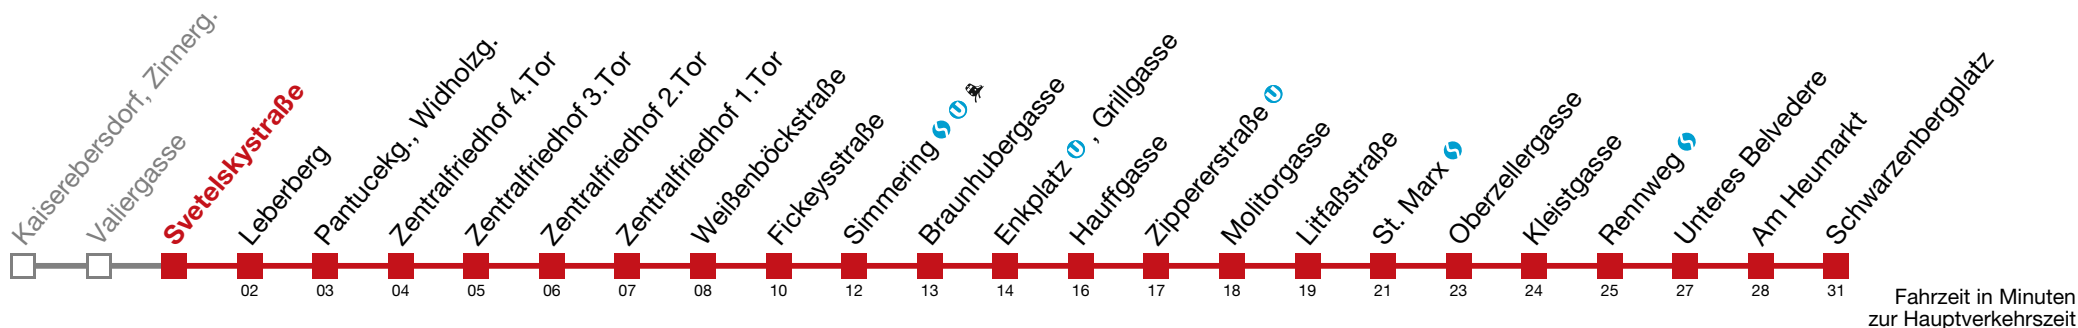 Kaiserebersdorf, Zinnerg.
Valiergasse
Svetelskystraße
Leberberg
Pantucekg., Widholzg.
Zentralfriedhof 4.Tor
Zentralfriedhof 3.Tor
Zentralfriedhof 2.Tor
Zentralfriedhof 1.Tor
Weißenböckstraße
Fickeysstraße
Simmering S U
Braunhubergasse
Enkplatz U , Grillgasse
Hauffgasse
Zippererstraße U
Molitorgasse
Litfaßstraße
St. Marx S
Oberzellergasse
Kleistgasse
Rennweg S
Unteres Belvedere
Am Heumarkt
Schwarzenbergplatz
02 03 04 05 06 07 08 10 12 13 14 16 17 18 19 21 23 24 25 27 28 31
Fahrzeit in Minuten
zur Hauptverkehrszeit